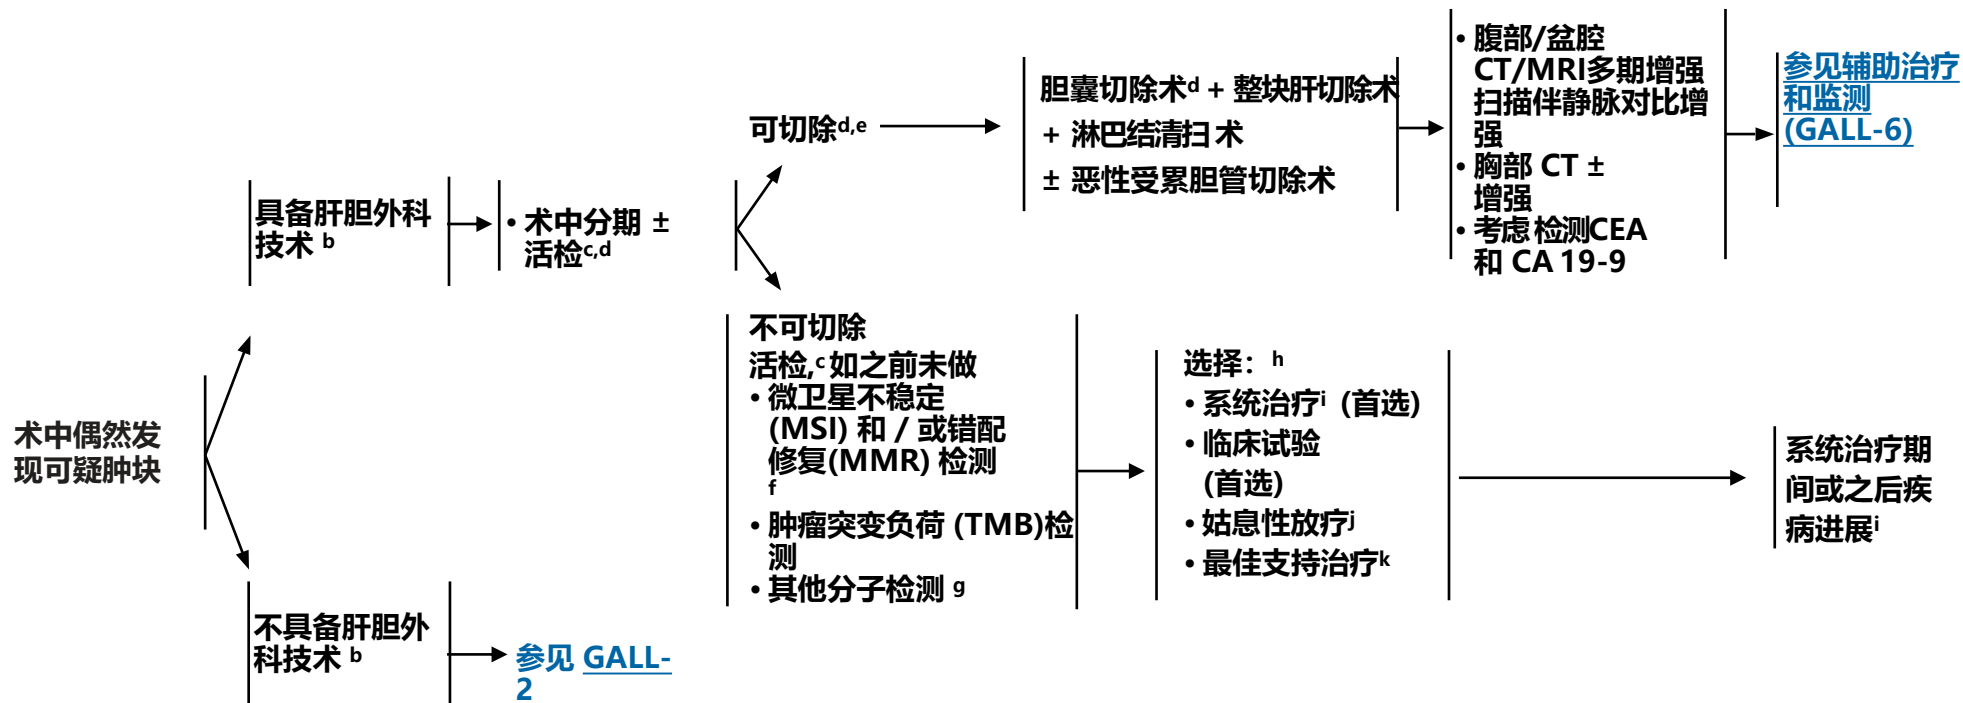 术中偶然发
现可疑肿块
具备肝胆外科
技术 b
• 术中分期 ±
活检c,d
可切除d,e
胆囊切除术d + 整块肝切除术
+ 淋巴结清扫 术
± 恶性受累胆管切除术
• 腹部/盆腔
CT/MRI多期增强
扫描伴静脉对比增
强
• 胸部 CT ±
增强
• 考虑 检测CEA
和 CA 19-9
参见辅助治疗
和监测
(GALL-6)
不可切除
活检,c 如之前未做
• 微卫星不稳定
(MSI) 和 / 或错配
修复(MMR) 检测
f
• 肿瘤突变负荷 (TMB)检
测
• 其他分子检测 g
选择：h
• 系统治疗i (首选)
• 临床试验
(首选)
• 姑息性放疗j
• 最佳支持治疗k
系统治疗期
间或之后疾
病进展i
不具备肝胆外
科技术 b
参见 GALL-
2